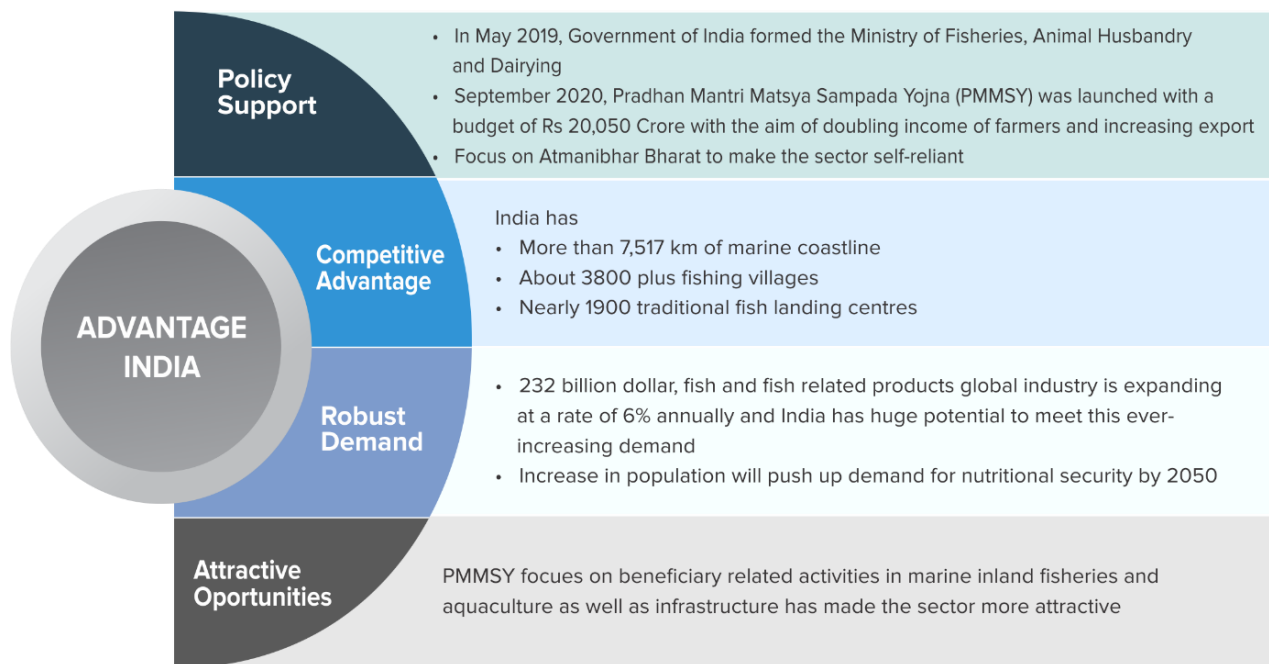 ADVANTAGE
INDIA
Policy
Support
• In May 2019, Government of India formed the Ministry of Fisheries, Animal Husbandry
and Dairying
• September 2020, Pradhan Mantri Matsya Sampada Yojna (PMMSY) was launched with a
budget of Rs 20,050 Crore with the aim of doubling income of farmers and increasing export
• Focus on Atmanibhar Bharat to make the sector self-reliant
Competitive
Advantage
India has
• More than 7,517 km of marine coastline
• About 3800 plus fishing villages
• Nearly 1900 traditional fish landing centres
Robust
Demand
• 232 billion dollar, fish and fish related products global industry is expanding
at a rate of 6% annually and India has huge potential to meet this ever-
increasing demand
• Increase in population will push up demand for nutritional security by 2050
Attractive
Oportunities
PMMSY focues on beneficiary related activities in marine inland fisheries and
aquaculture as well as infrastructure has made the sector more attractive